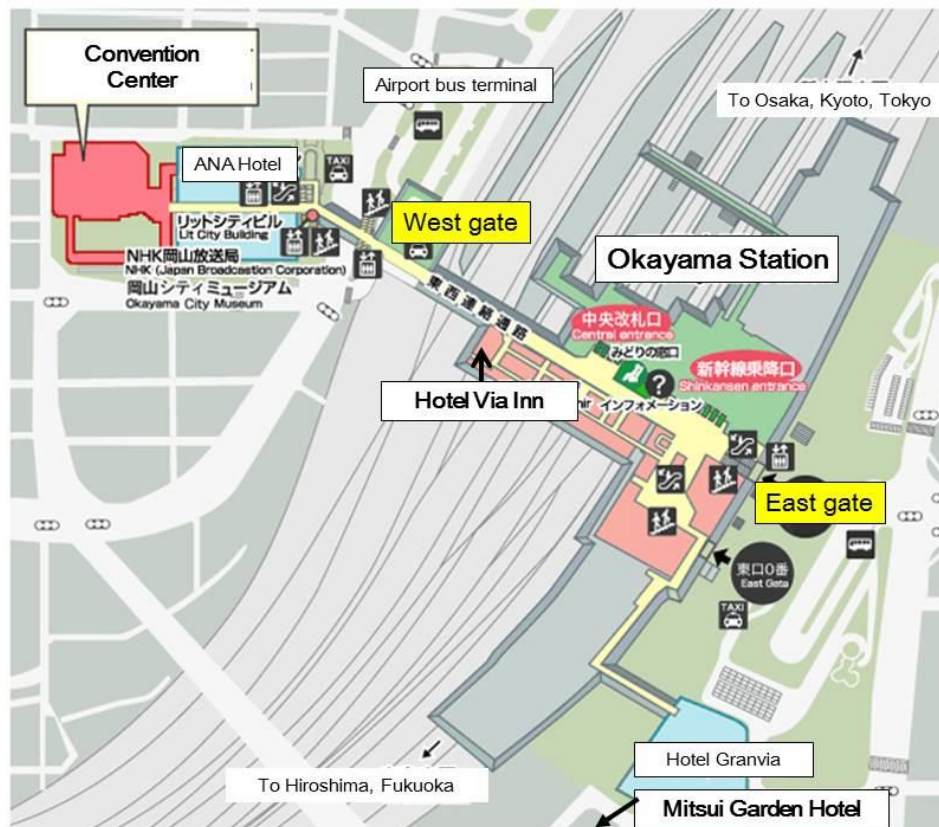 Convention
Center
Airport bus terminal
To Osaka, Kyoto, Tokyo
ANA Hotel
TAXI
リットシティビル
Lit City Building
West gate
NHK岡山放送局
NHK (Japan Broadcastion Corporation)
岡山シティミュージアム
Okayama City Museum
Okayama Station
東西連絡通路
中央改札口
Central entrance
みどりの窓口
新幹線乗降口
Shinkansen entrance
?
インフォメーション
Hotel Via Inn
East gate
東口0番
East Gata
TAXI
Hotel Granvia
To Hiroshima, Fukuoka
Mitsui Garden Hotel